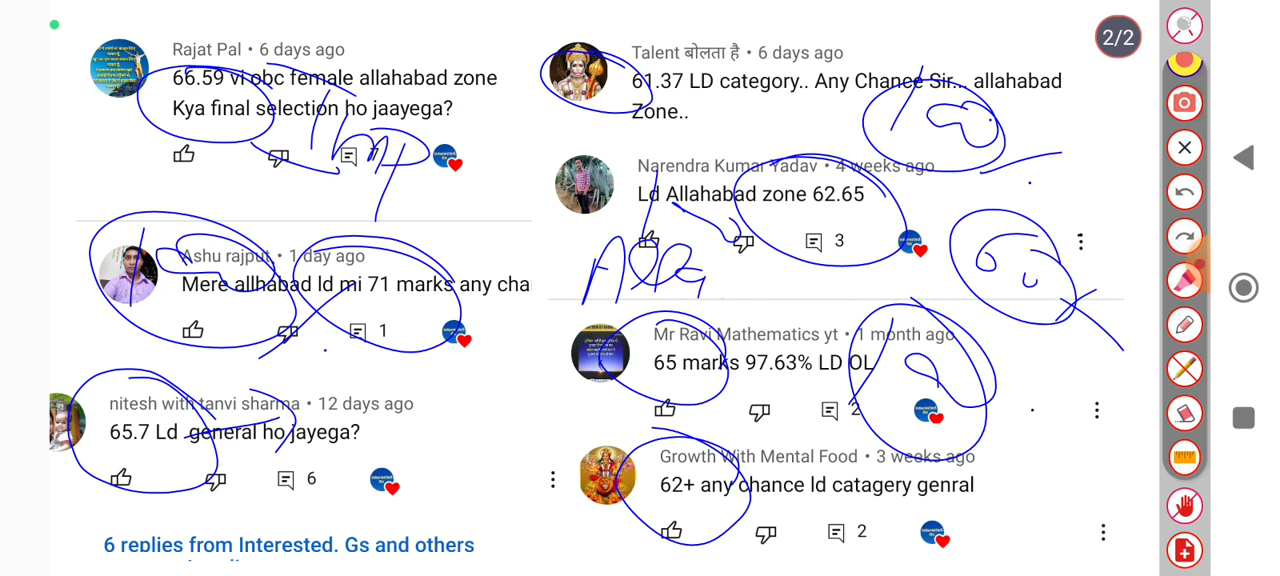 2/2
Rajat Pal • 6 days ago
66.59 vi obc female allahabad zone
Kya final selection ho jaayega?
Ashu rajput • 1 day ago
Mere allhabad ld mi 71 marks any cha
1
nitesh with tanvi sharma • 12 days ago
65.7 Ld general ho jayega?
6
6 replies from Interested. Gs and others
Talent बोलता है • 6 days ago
61.37 LD category.. Any Chance Sir... allahabad
Zone..
Narendra Kumar Yadav • 4 weeks ago
Ld Allahabad zone 62.65
3
Mr Ravi Mathematics yt • 1 month ago
65 marks 97.63% LD OL
2
Growth With Mental Food • 3 weeks ago
62+ any chance ld catagery genral
2